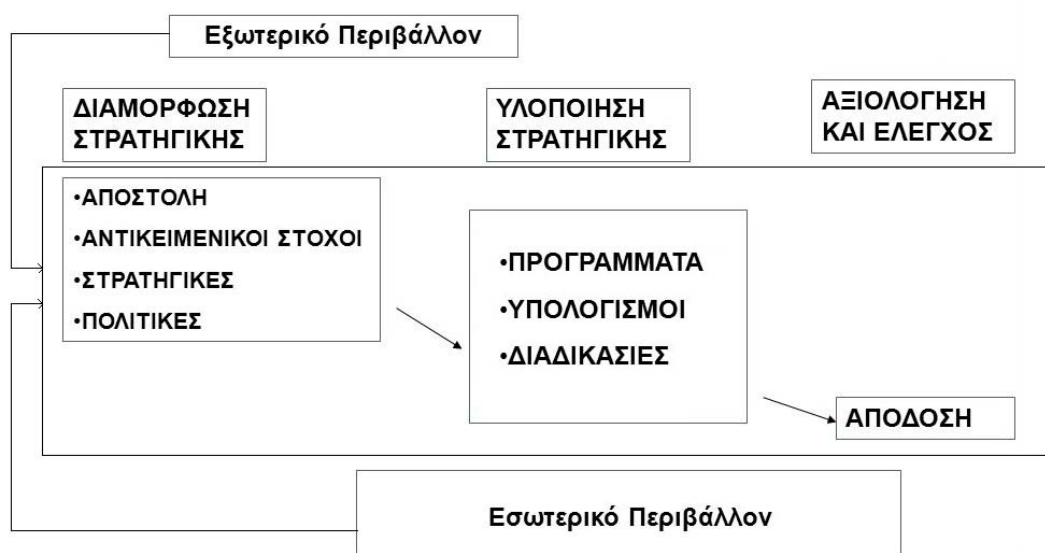 Εξωτερικό Περιβάλλον
ΔΙΑΜΟΡΦΩΣΗ
ΣΤΡΑΤΗΓΙΚΗΣ
ΥΛΟΠΟΙΗΣΗ
ΣΤΡΑΤΗΓΙΚΗΣ
ΑΞΙΟΛΟΓΗΣΗ
ΚΑΙ ΕΛΕΓΧΟΣ
•ΑΠΟΣΤΟΛΗ
•ΑΝΤΙΚΕΙΜΕΝΙΚΟΙ ΣΤΟΧΟΙ
•ΣΤΡΑΤΗΓΙΚΕΣ
•ΠΟΛΙΤΙΚΕΣ
•ΠΡΟΓΡΑΜΜΑΤΑ
•ΥΠΟΛΟΓΙΣΜΟΙ
•ΔΙΑΔΙΚΑΣΙΕΣ
ΑΠΟΔΟΣΗ
Εσωτερικό Περιβάλλον